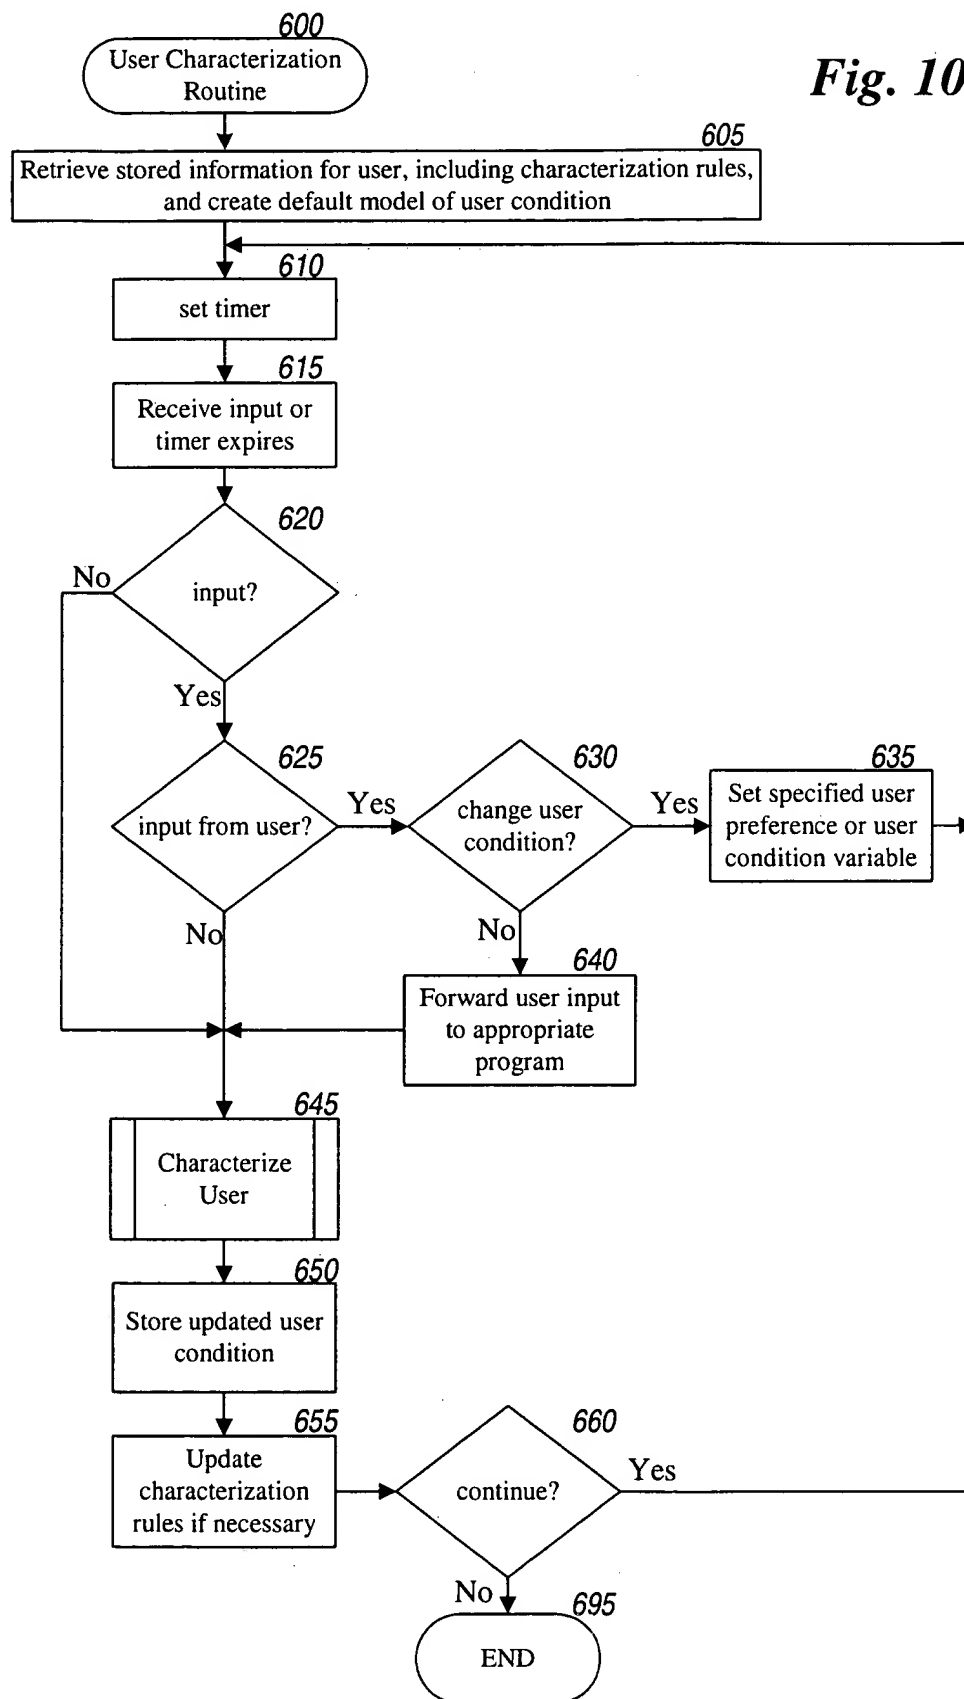 600
User Characterization
Routine
Fig. 10
605
Retrieve stored information for user, including characterization rules,
and create default model of user condition
610
set timer
615
Receive input or
timer expires
620
input?
No
Yes
625
input from user?
Yes
No
630
change user
condition?
Yes
No
635
Set specified user
preference or user
condition variable
640
Forward user input
to appropriate
program
645
Characterize
User
650
Store updated user
condition
655
Update
characterization
rules if necessary
660
continue?
Yes
No
695
END